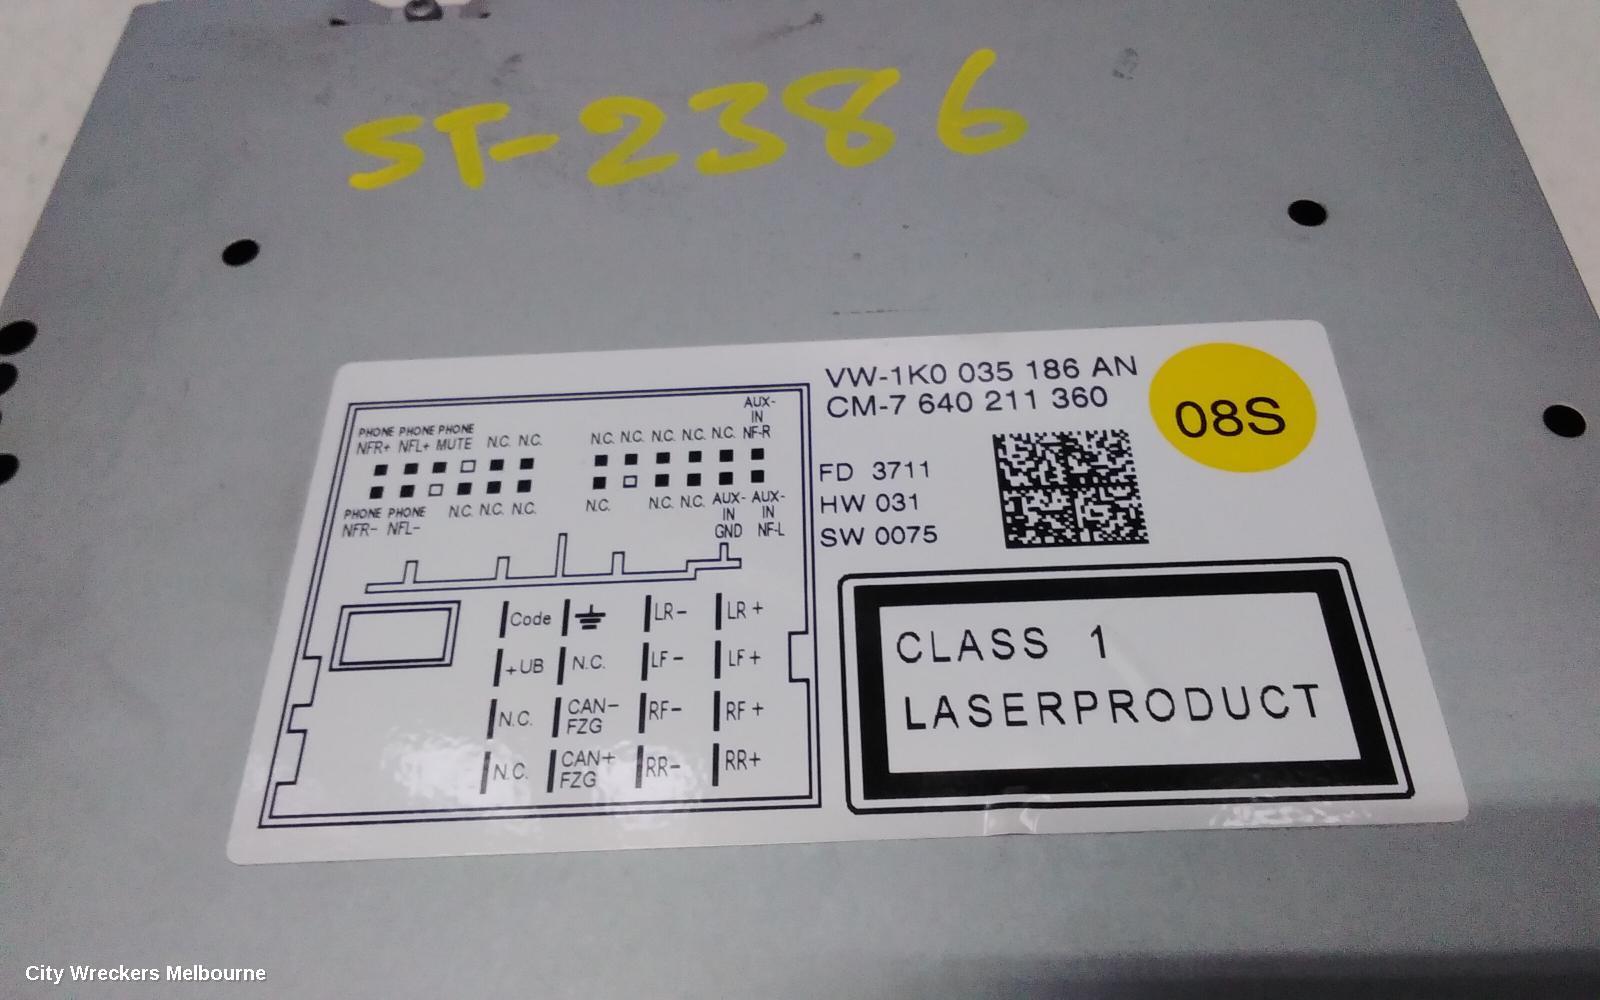 ST-2386
VW-1K0 035 186 AN
CM-7 640 211 360
08S
FD 3711
HW 031
SW 0075
CLASS 1
LASERPRODUCT
PHONE PHONE PHONE
NFR+ NFL+ MUTE N.C. N.C.
PHONE PHONE
NFR- NFL- N.C. N.C. N.C.
AUX-
IN
N.C. N.C. N.C. N.C. N.C. NF-R
N.C. N.C. N.C. AUX- AUX-
IN IN
GND NF-L
Code LR- LR+
+UB N.C. LF- LF+
N.C. CAN- RF- RF+
FZG
N.C. CAN+ RR- RR+
FZG
City Wreckers Melbourne